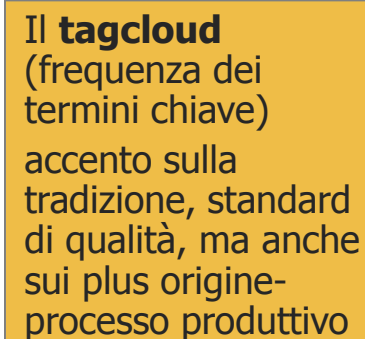 Il tagcloud
(frequenza dei
termini chiave)
accento sulla
tradizione, standard
di qualità, ma anche
sui plus origine-
processo produttivo